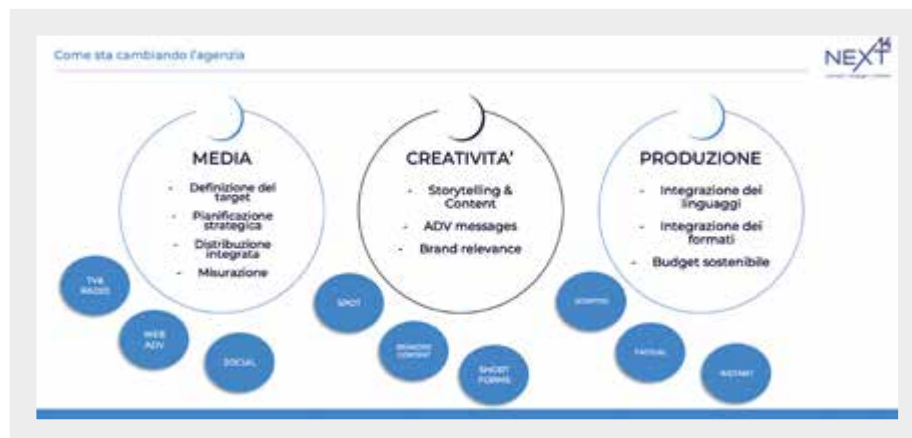 Come sta cambiando l'agenzia
NEXT14
MEDIA
- Definizione del
target
- Pianificazione
strategica
- Distribuzione
integrata
- Misurazione
TV&
RADIO
WEB
ADV
SOCIAL
CREATIVITA'
- Storytelling &
Content
- ADV messages
- Brand relevance
SPOT
BRANDED
CONTENT
SHORT
FORMS
PRODUZIONE
- Integrazione dei
linguaggi
- Integrazione dei
formati
- Budget sostenibile
SCRIPTED
FACTUAL
INSTANT